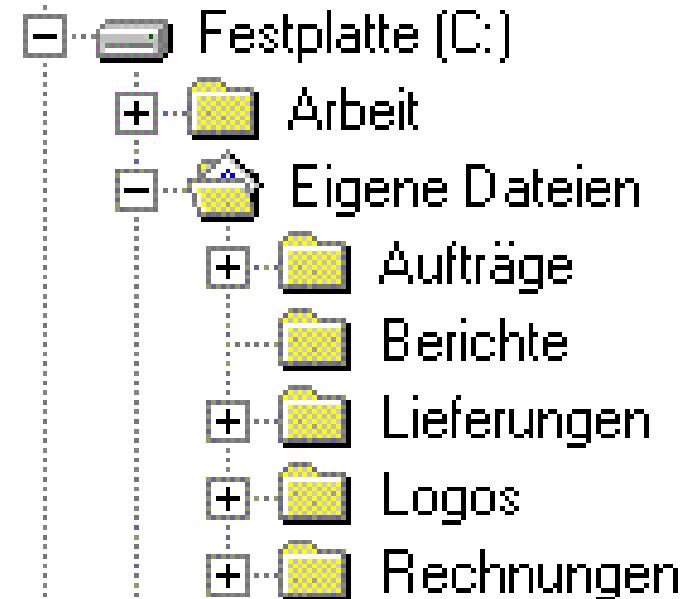 Festplatte (C:)
Arbeit
Eigene Dateien
Aufträge
Berichte
Lieferungen
Logos
Rechnungen